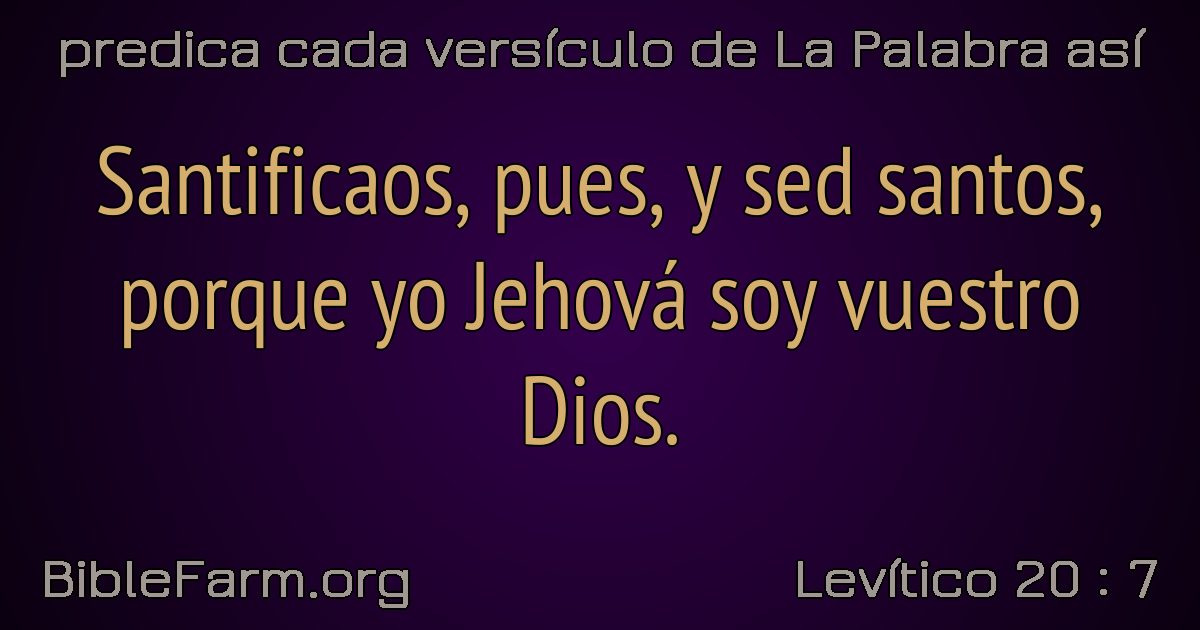 predica cada versículo de La Palabra así
Santificaos, pues, y sed santos,
porque yo Jehová soy vuestro
Dios.
BibleFarm.org
Levítico 20 : 7